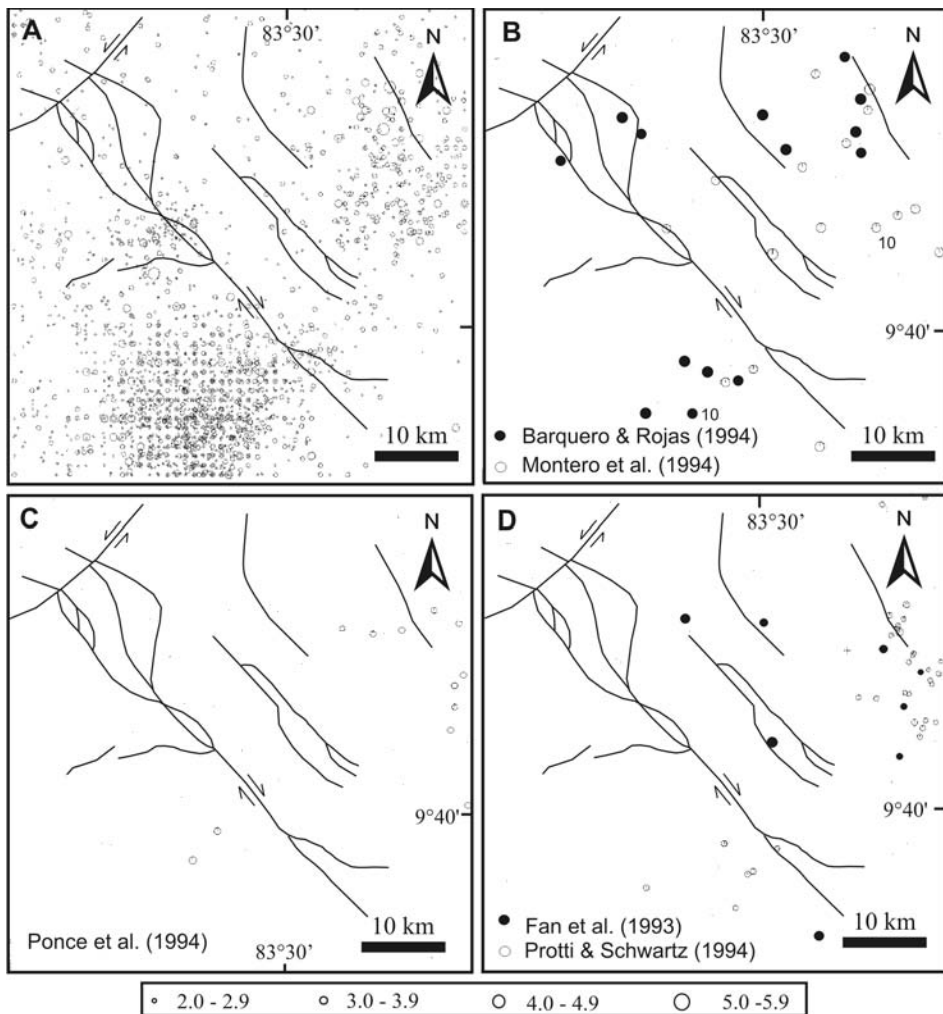 A
83°30'
N
10 km
B
83°30'
N
10
9°40'
10
Barquero & Rojas (1994)
Montero et al. (1994)
10 km
C
N
9°40'
10 km
Ponce et al. (1994)
83°30'
D
83°30'
N
9°40'
Fan et al. (1993)
Protti & Schwartz (1994)
10 km
2.0 - 2.9
3.0 - 3.9
4.0 - 4.9
5.0 -5.9